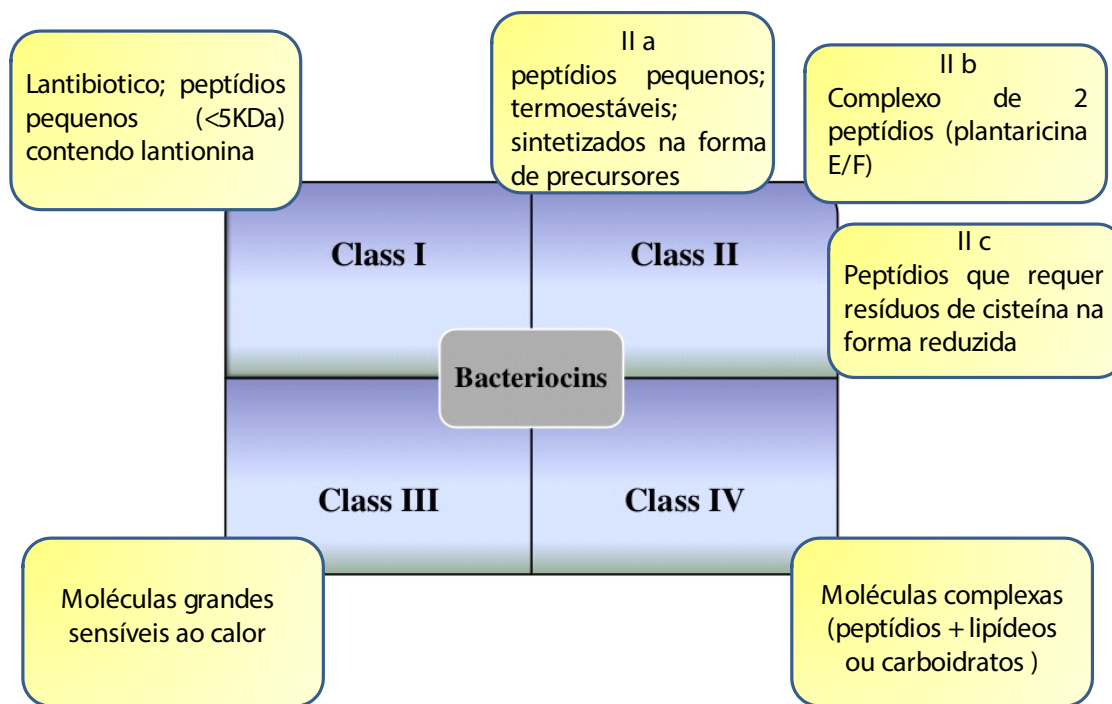 Lantibiotico; peptídios
pequenos (<5KDa)
contendo lantionina
II a
peptídios pequenos;
termoestáveis;
sintetizados na forma
de precursores
II b
Complexo de 2
peptídios (plantaricina
E/F)
II c
Peptídios que requer
resíduos de cisteína na
forma reduzida
Class I
Class II
Bacteriocins
Class III
Class IV
Moléculas grandes
sensíveis ao calor
Moléculas complexas
(peptídios + lipídeos
ou carboidratos )